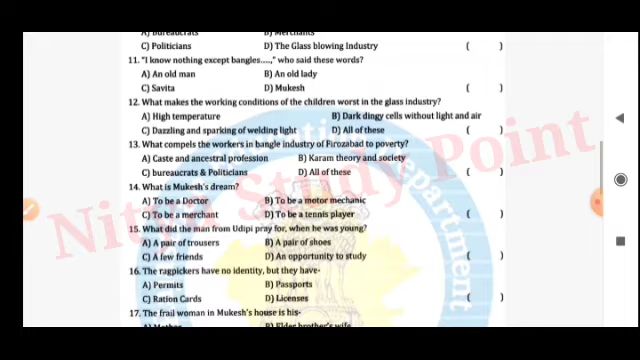 A) Bureaucrats B) Merchants
C) Politicians D) The Glass blowing Industry ( )
11. "I know nothing except bangles....," who said these words?
A) An old man B) An old lady
C) Savita D) Mukesh ( )
12. What makes the working conditions of the children worst in the glass industry?
A) High temperature B) Dark dingy cells without light and air
C) Dazzling and sparking of welding light D) All of these ( )
13. What compels the workers in bangle industry of Firozabad to poverty?
A) Caste and ancestral profession B) Karam theory and society
C) bureaucrats & Politicians D) All of these ( )
14. What is Mukesh's dream?
A) To be a Doctor B) To be a motor mechanic
C) To be a merchant D) To be a tennis player ( )
15. What did the man from Udipi pray for, when he was young?
A) A pair of trousers B) A pair of shoes
C) A few friends D) An opportunity to study ( )
16. The ragpickers have no identity, but they have-
A) Permits B) Passports
C) Ration Cards D) Licenses ( )
17. The frail woman in Mukesh's house is his-
A) Mother B) Elder brother's wife
Nitin Study Point
Department